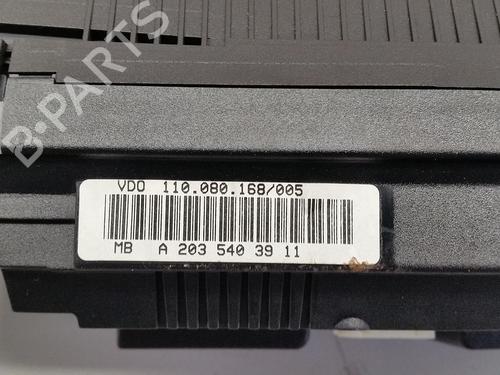 B-PARTS
VDO 110.080.168/005
MB A 203 540 39 11